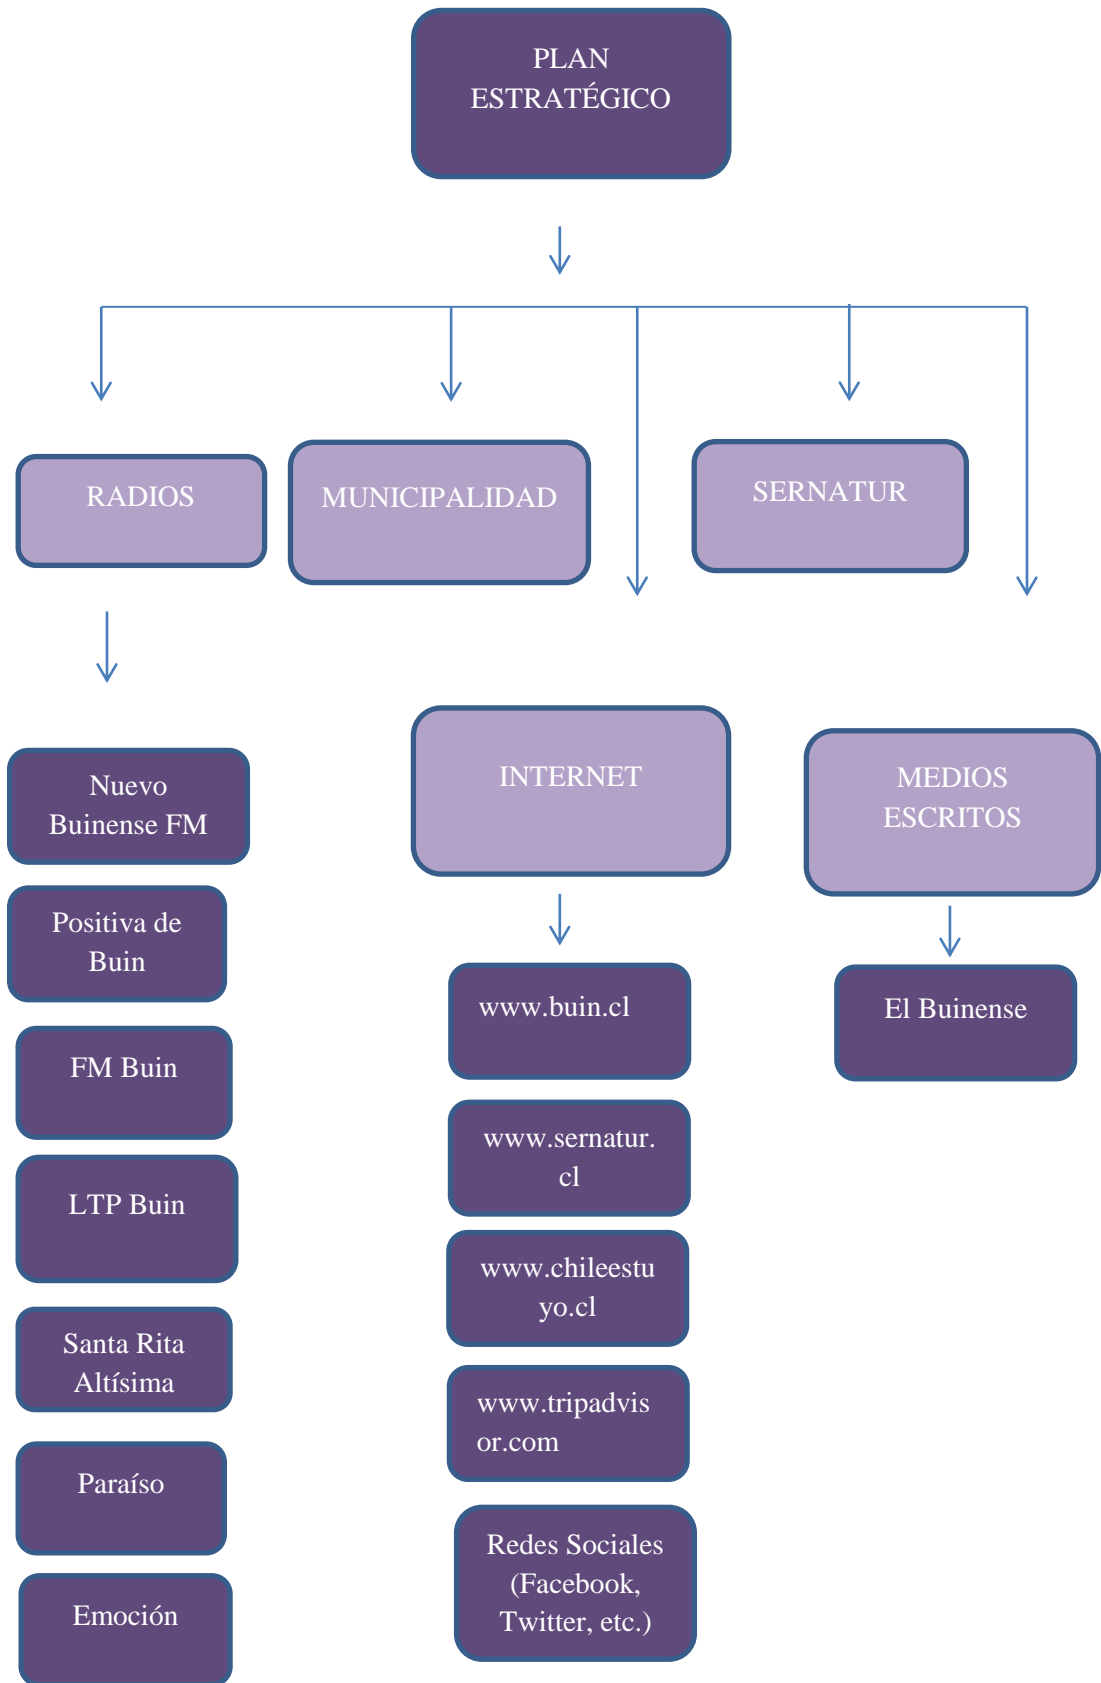 PLAN
ESTRATÉGICO
RADIOS
MUNICIPALIDAD
SERNATUR
INTERNET
MEDIOS
ESCRITOS
Nuevo
Buinense FM
Positiva de
Buin
FM Buin
LTP Buin
Santa Rita
Altísima
Paraíso
Emoción
www.buin.cl
www.sernatur.
cl
www.chileestu
yo.cl
www.tripadvis
or.com
Redes Sociales
(Facebook,
Twitter, etc.)
El Buinense